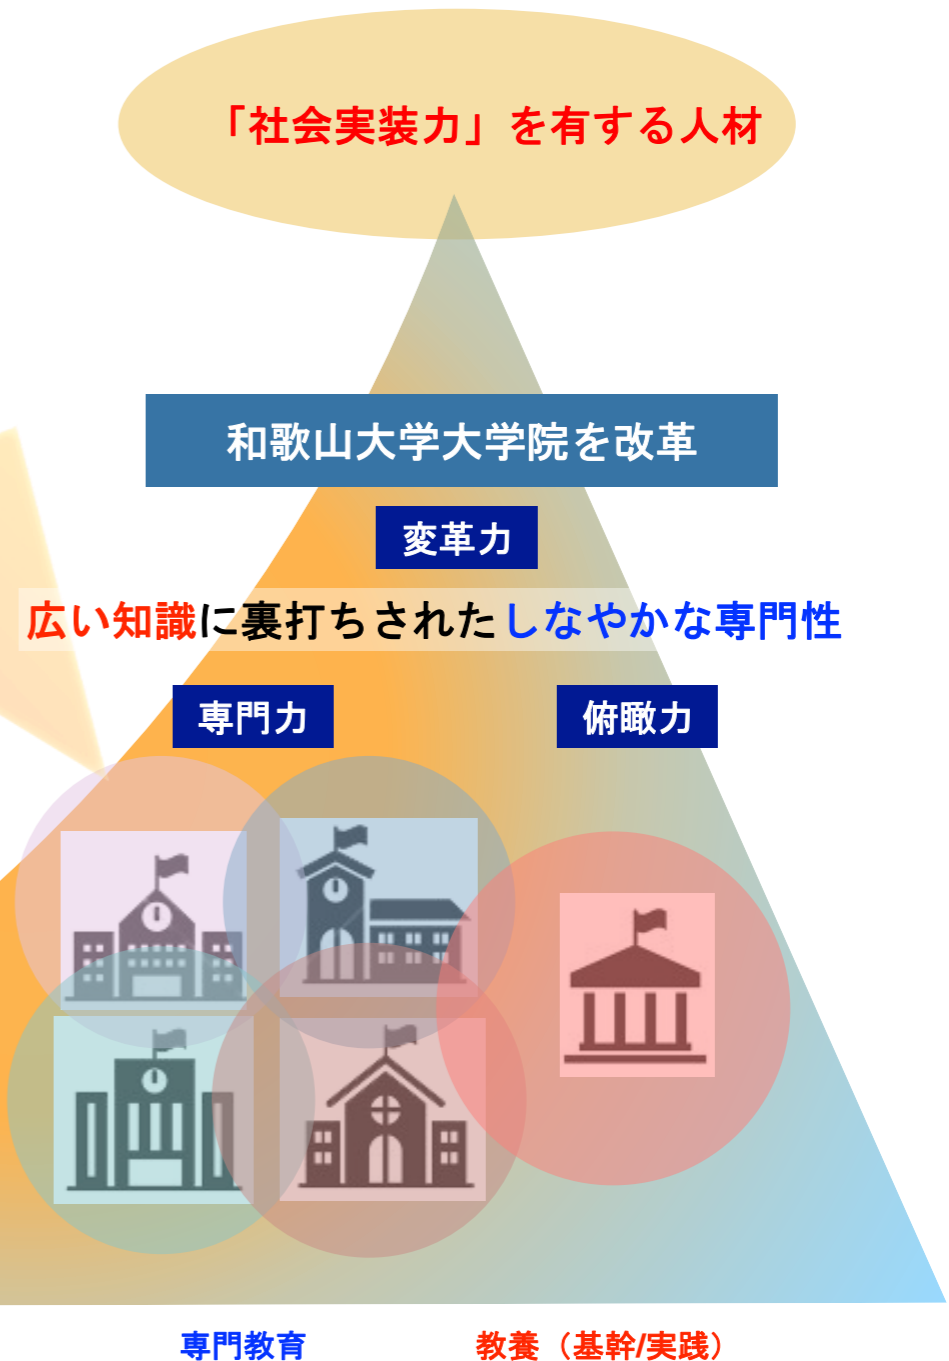 「社会実装力」を有する人材
和歌山大学大学院を改革
変革力
広い知識に裏打ちされたしなやかな専門性
専門力
俯瞰力
専門教育
教養（基幹/実践）